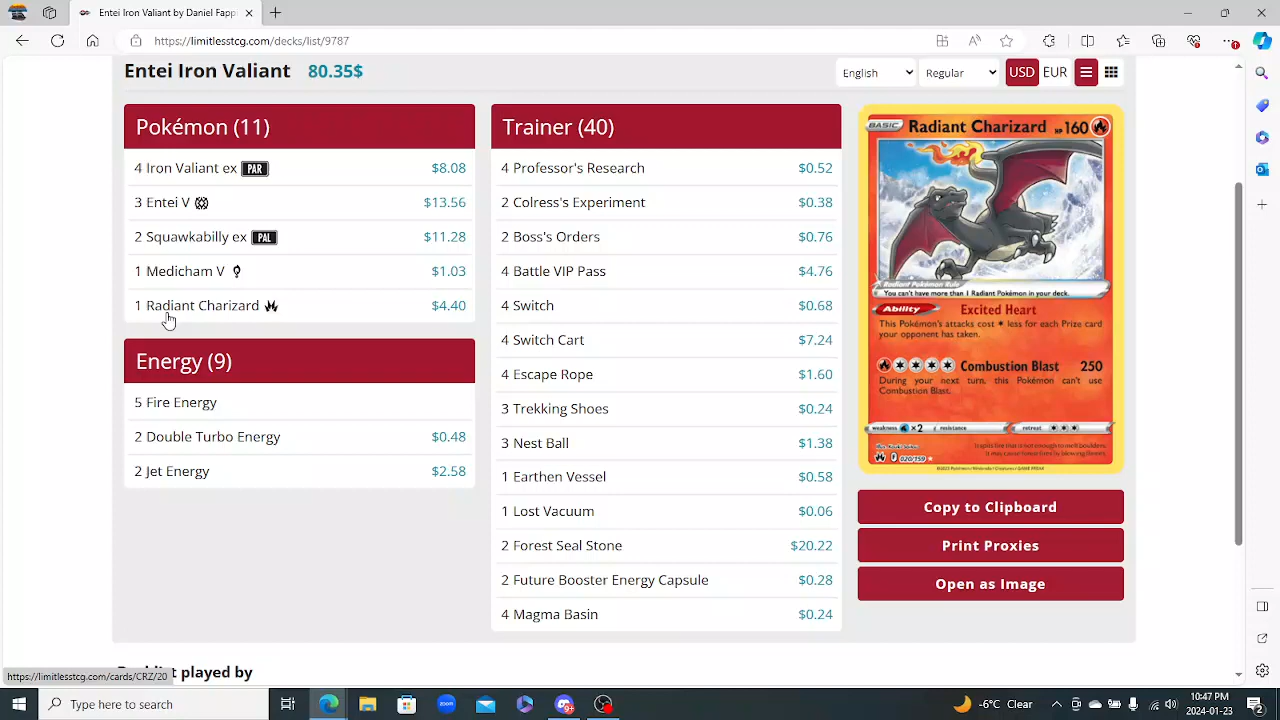 Entei Iron Valiant
https://limitlesstcg.com/decks/list/9787
Entei Iron Valiant 80.35$
English
Regular
USD EUR
Pokémon (11)
4 Iron Valiant ex PAR $8.08
3 Entei V $13.56
2 Squawkabilly ex PAL $11.28
1 Medicham V $1.03
1 Radiant Charizard $4.40
Energy (9)
5 Fire Energy
2 Double Turbo Energy $0.48
2 Jet Energy $2.58
Trainer (40)
4 Professor's Research $0.52
2 Colress's Experiment $0.38
2 Boss's Orders $0.76
4 Battle VIP Pass $4.76
4 Switch $0.68
4 Switch Cart $7.24
4 Escape Rope $1.60
3 Trekking Shoes $0.24
3 Nest Ball $1.38
1 Earthen Vessel $0.58
1 Lost Vacuum $0.06
2 Forest Seal Stone $20.22
2 Future Booster Energy Capsule $0.28
4 Magma Basin $0.24
BASIC Radiant Charizard HP 160
Radiant Pokémon Rule
You can't have more than 1 Radiant Pokémon in your deck.
Ability Excited Heart
This Pokémon's attacks cost less for each Prize card
your opponent has taken.
Combustion Blast 250
During your next turn, this Pokémon can't use
Combustion Blast.
weakness ×2 resistance retreat
020/159
Copy to Clipboard
Print Proxies
Open as Image
list played by
https://limitlesstcg.com/cards/CRZ/20
Type here to search
zoom
-5°C Clear
10:47 PM
2024-01-23